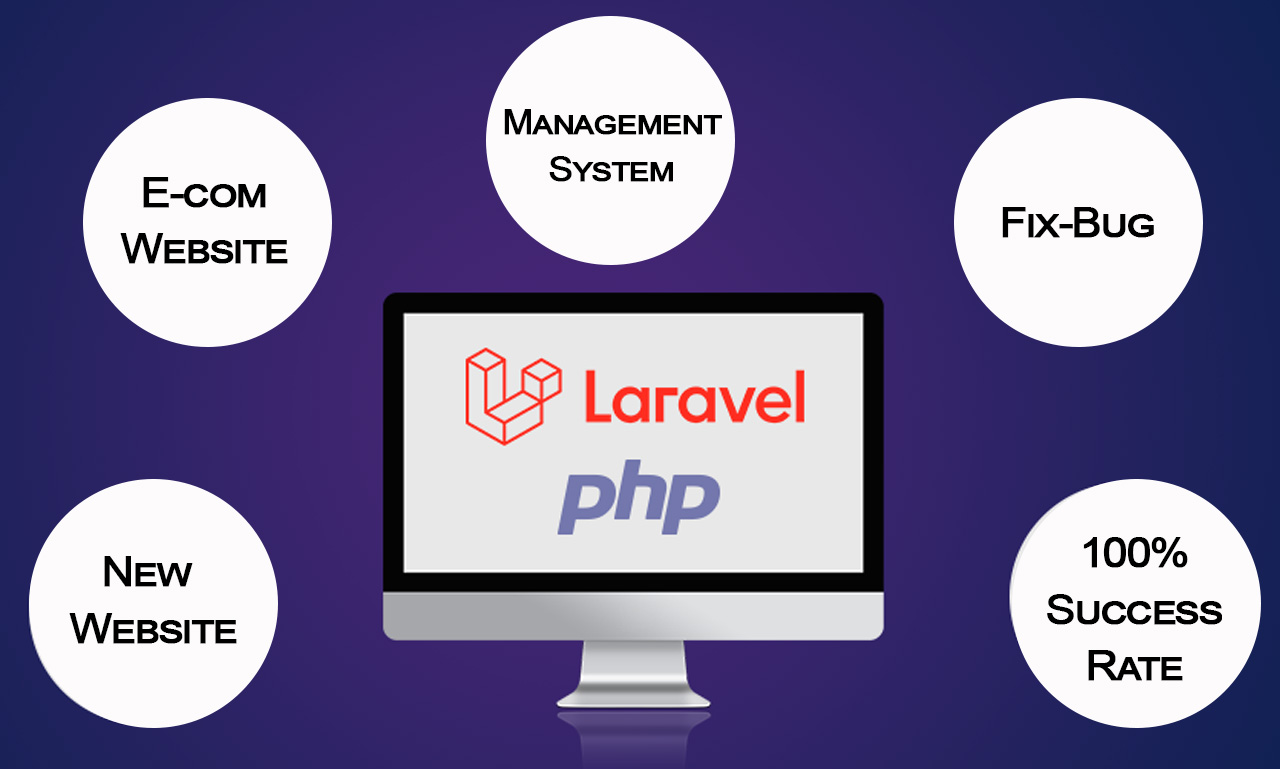 Management
System
E-com
Website
Fix-Bug
Laravel
php
New
Website
100%
Success
Rate